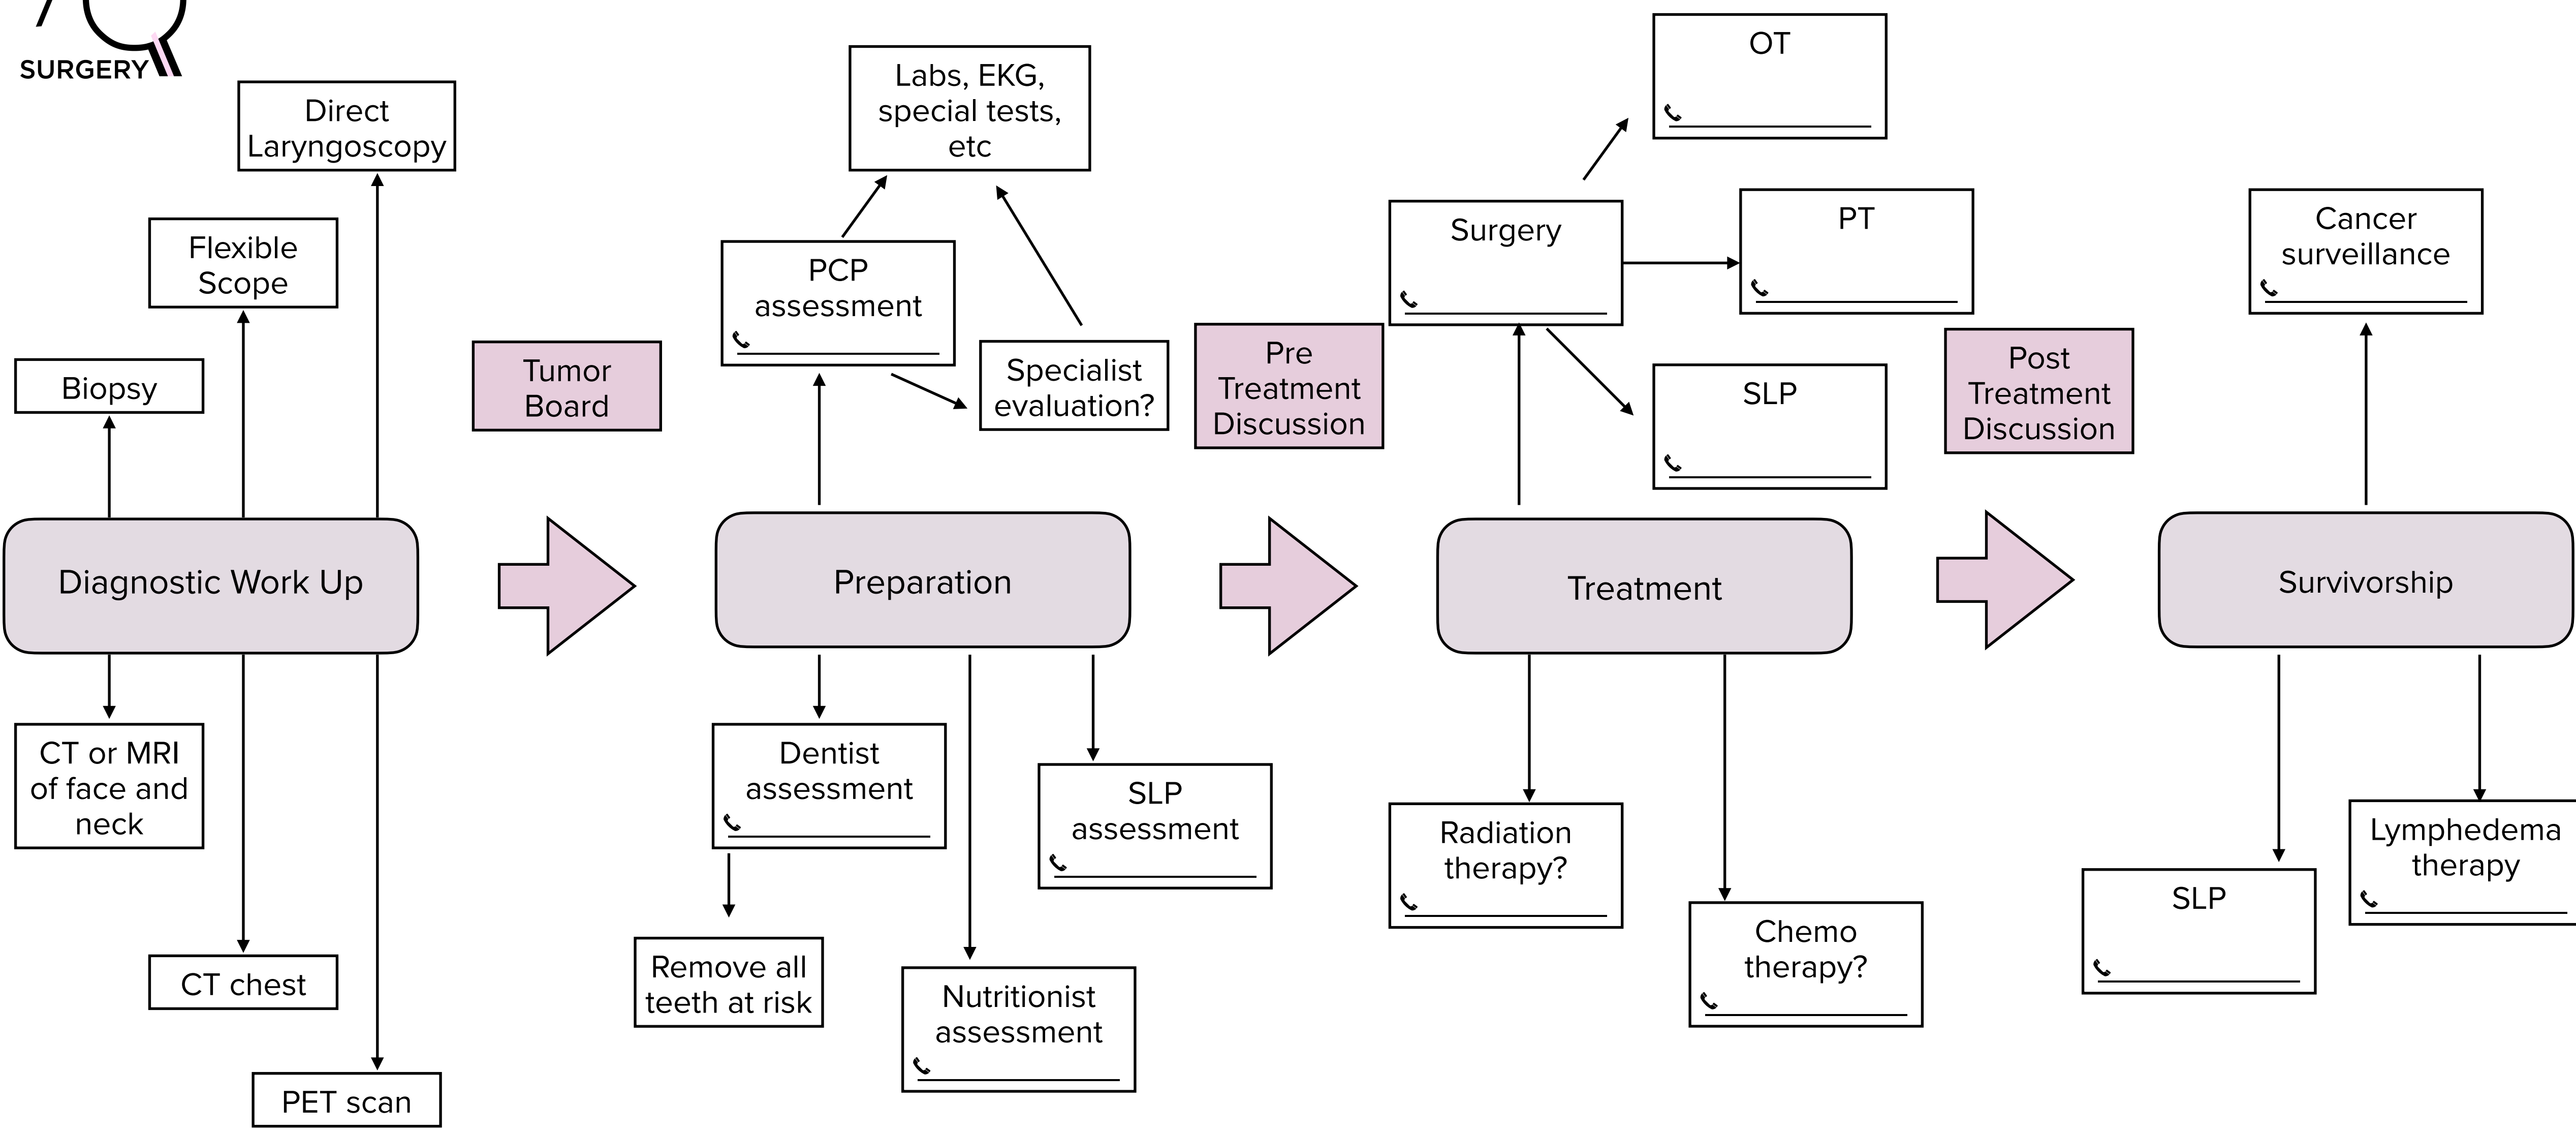 SURGERY
Direct
Laryngoscopy
Flexible
Scope
Biopsy
Diagnostic Work Up
CT or MRI
of face and
neck
CT chest
PET scan
Tumor
Board
Labs, EKG,
special tests,
etc
PCP
assessment
Specialist
evaluation?
Preparation
Dentist
assessment
SLP
assessment
Remove all
teeth at risk
Nutritionist
assessment
Pre
Treatment
Discussion
OT
Surgery
PT
SLP
Treatment
Radiation
therapy?
Chemo
therapy?
Post
Treatment
Discussion
Cancer
surveillance
Survivorship
Lymphedema
therapy
SLP